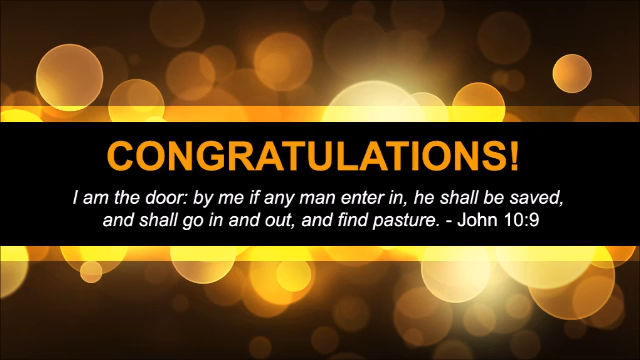 CONGRATULATIONS!
I am the door: by me if any man enter in, he shall be saved,
and shall go in and out, and find pasture. - John 10:9